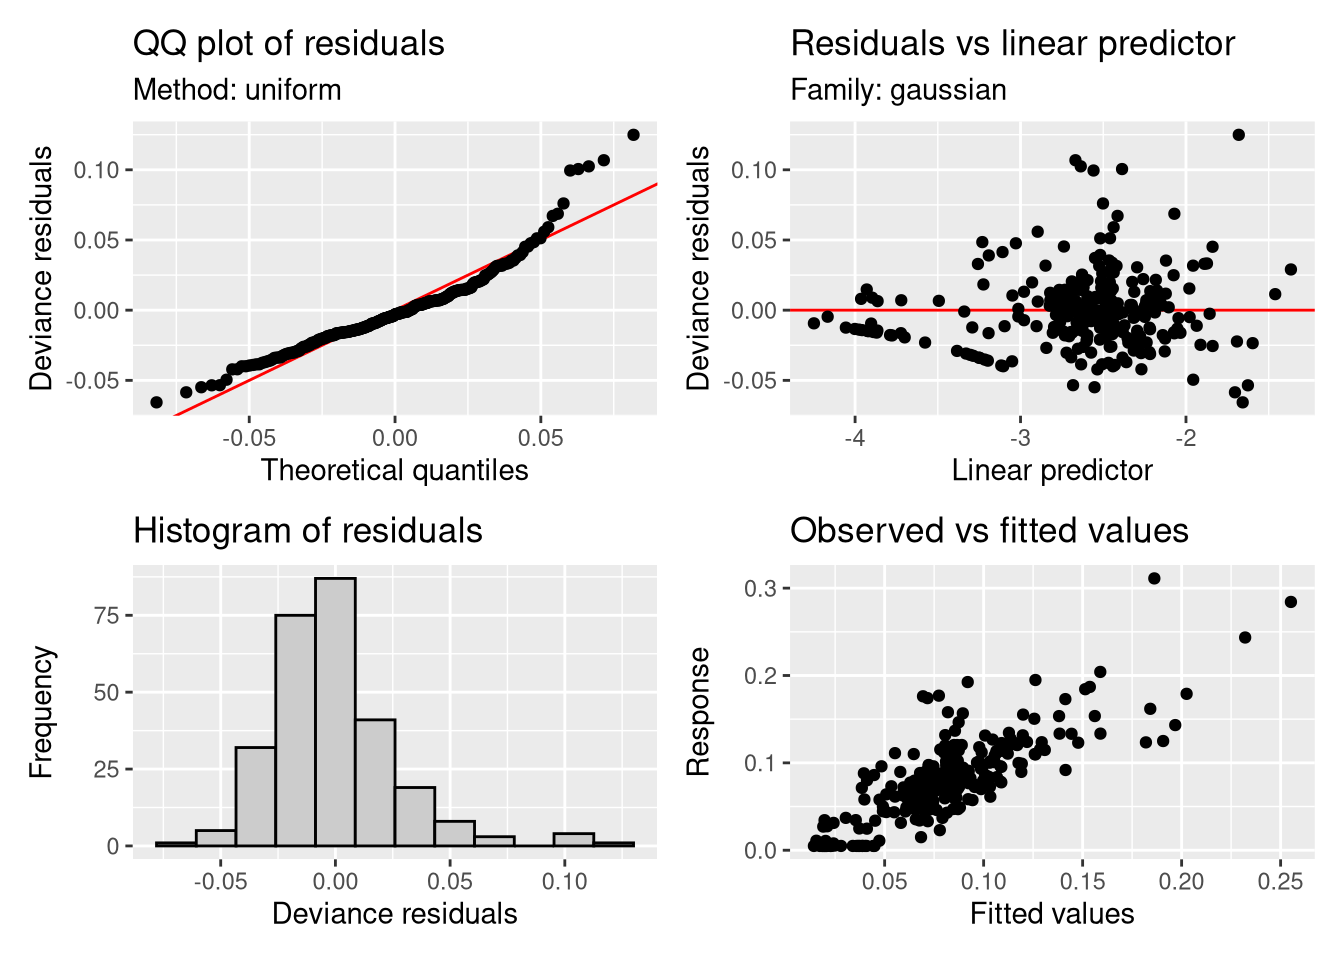 QQ plot of residuals
Method: uniform
Deviance residuals
0.10
0.05
0.00
-0.05
-0.05
0.00
0.05
Theoretical quantiles
Residuals vs linear predictor
Family: gaussian
Deviance residuals
0.10
0.05
0.00
-0.05
-4
-3
-2
Linear predictor
Histogram of residuals
Frequency
75
50
25
0
-0.05
0.00
0.05
0.10
Deviance residuals
Observed vs fitted values
Response
0.3
0.2
0.1
0.0
0.05
0.10
0.15
0.20
0.25
Fitted values